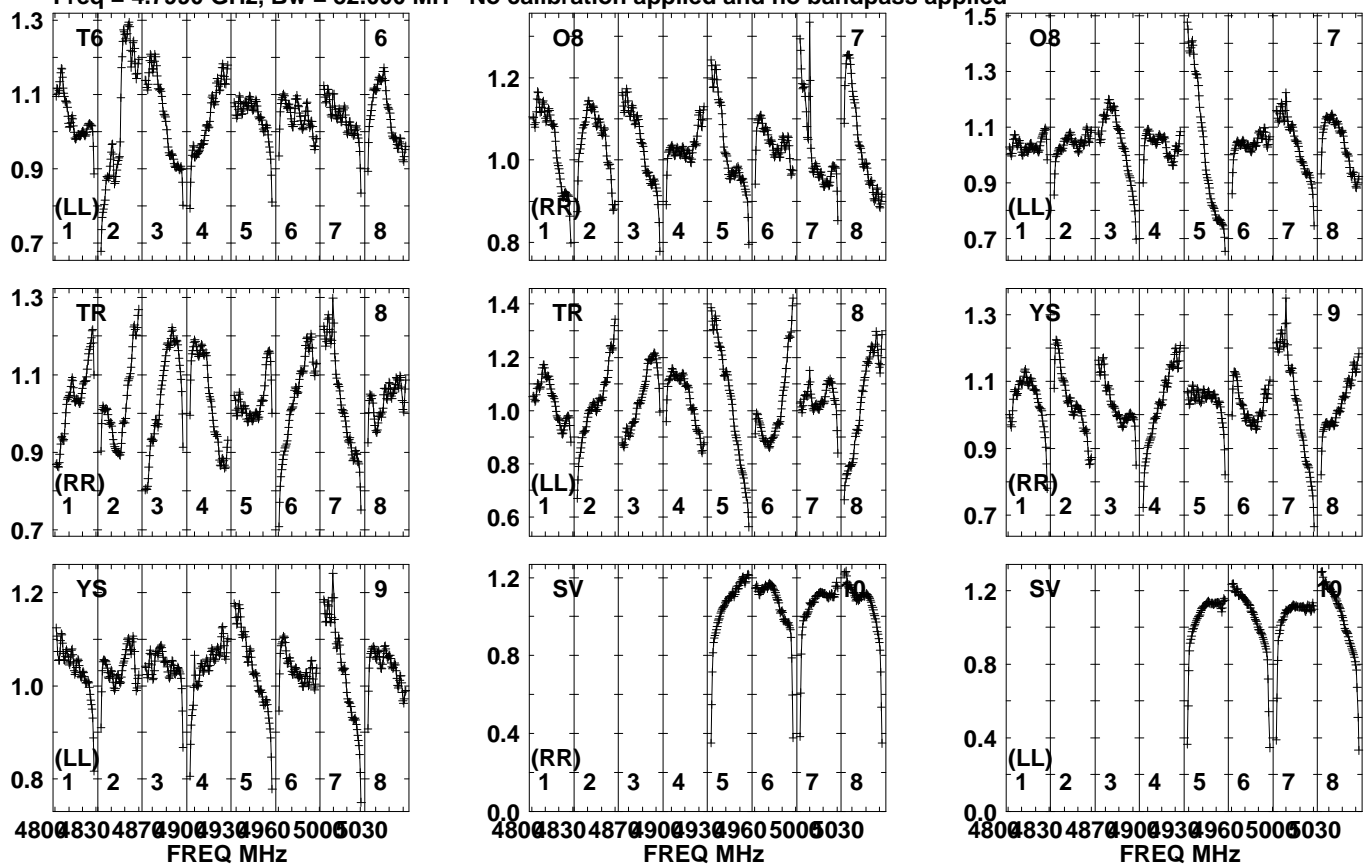 Freq = 4.7990 GHz, Bw = 32.000 MH No calibration applied and no bandpass applied
1.3 T6 6
1.1
0.9
0.7 (LL) 1 2 3 4 5 6 7 8
1.2 O8 7
1.0
0.8 (RR) 1 2 3 4 5 6 7 8
1.5 O8 7
1.3
1.1
0.9
0.7 (LL) 1 2 3 4 5 6 7 8
1.3 TR 8
1.1
0.9
0.7 (RR) 1 2 3 4 5 6 7 8
1.4 TR 8
1.2
1.0
0.8
0.6 (LL) 1 2 3 4 5 6 7 8
1.3 YS 9
1.1
0.9
0.7 (RR) 1 2 3 4 5 6 7 8
1.2 YS 9
1.0
0.8 (LL) 1 2 3 4 5 6 7 8
4800 4830 4870 4900 4930 4960 5000 5030
FREQ MHz
1.2 SV 10
0.8
0.4
0.0 (RR) 1 2 3 4 5 6 7 8
4800 4830 4870 4900 4930 4960 5000 5030
FREQ MHz
1.2 SV 10
1.0
0.8
0.6
0.4
0.2
0.0 (LL) 1 2 3 4 5 6 7 8
4800 4830 4870 4900 4930 4960 5000 5030
FREQ MHz